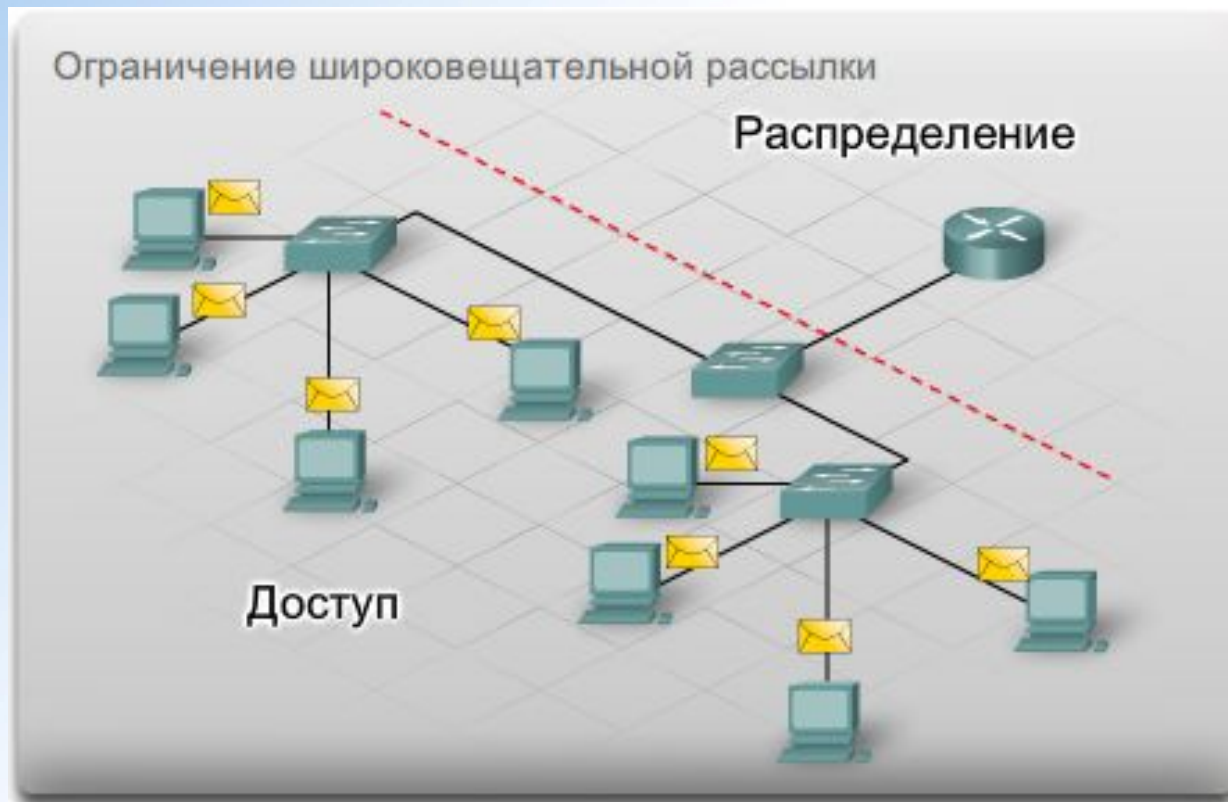 Ограничение широковещательной рассылки
Распределение
Доступ